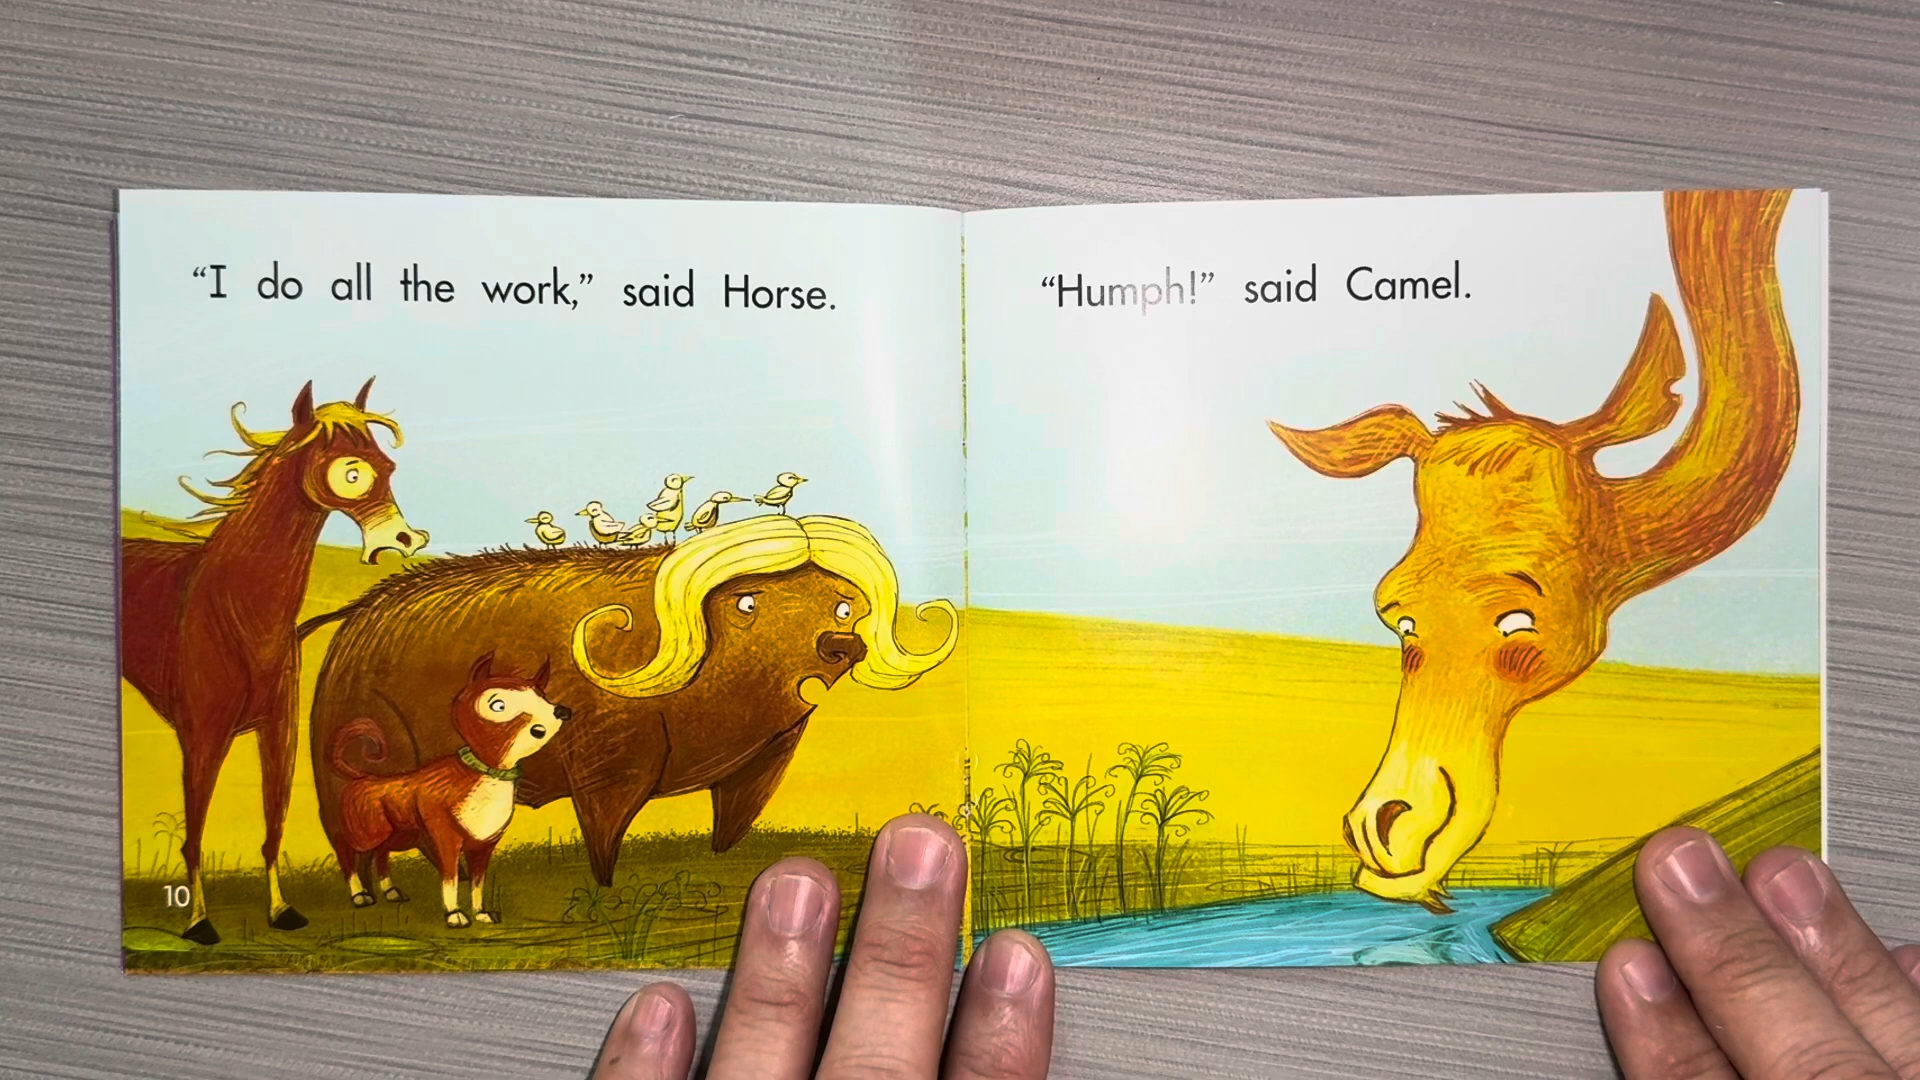 “I do all the work,” said Horse.
“Humph!” said Camel.
10